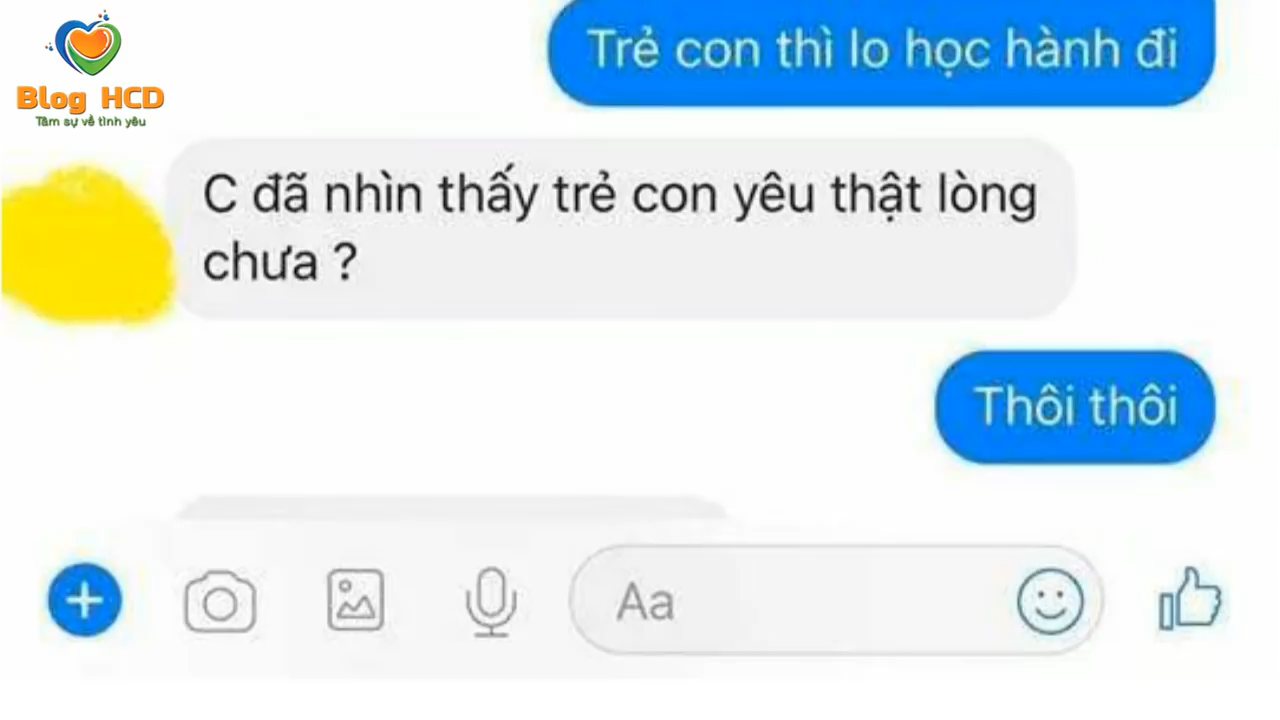 Blog HCD
Tâm sự về tình yêu
Trẻ con thì lo học hành đi
C đã nhìn thấy trẻ con yêu thật lòng
chưa ?
Thôi thôi
Aa